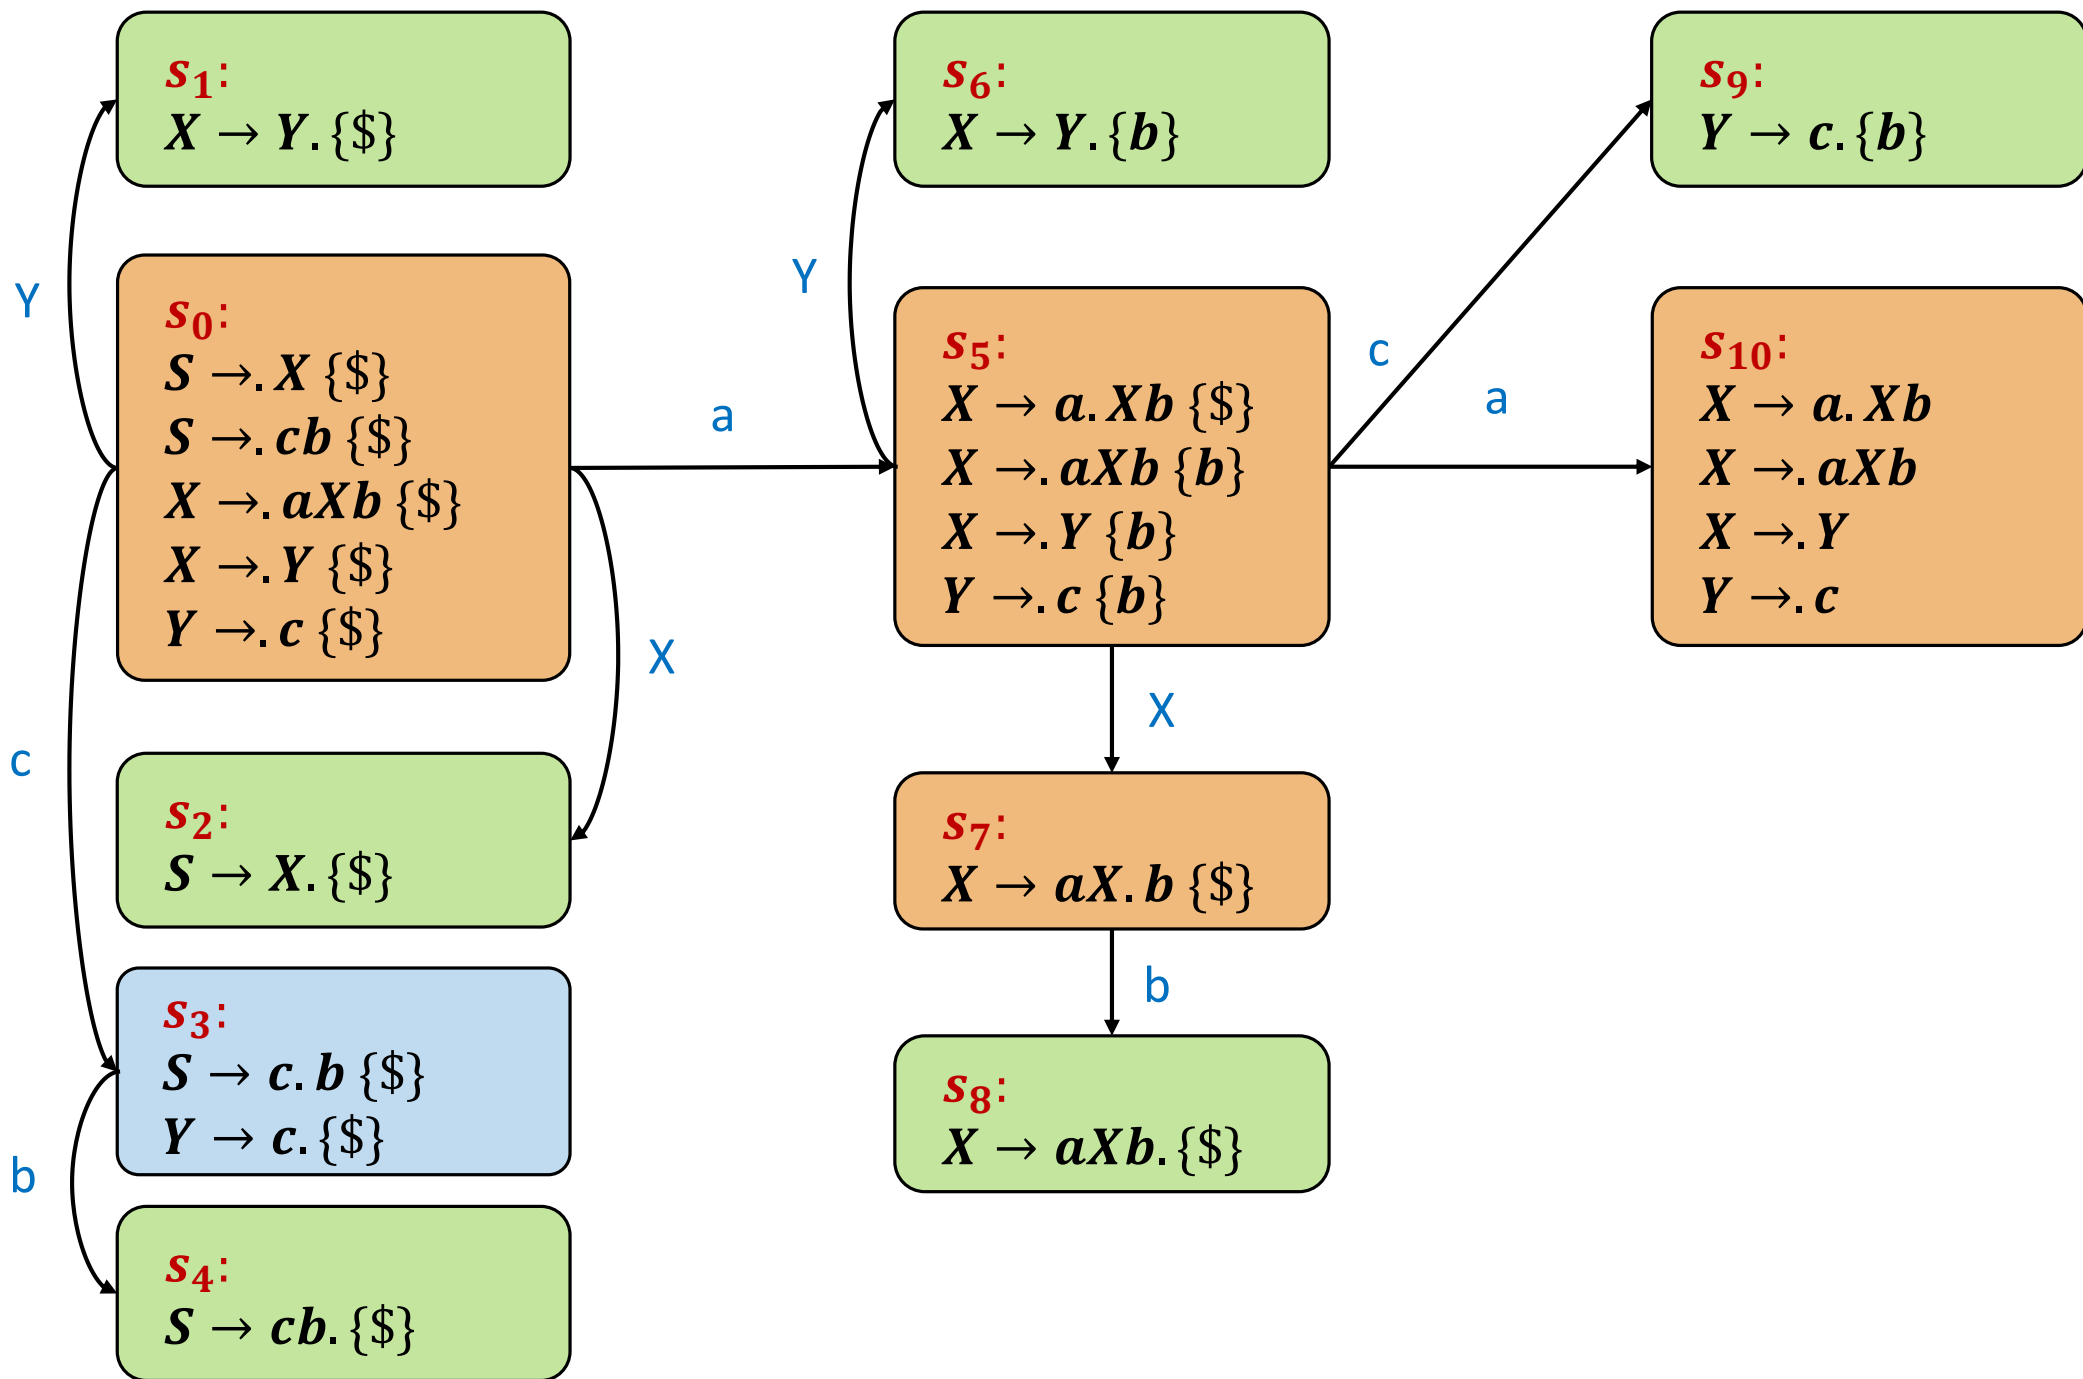 s₁:
X → Y. {$}
Y
s₀:
S →. X {$}
S →. cb {$}
X →. aXb {$}
X →. Y {$}
Y →. c {$}
a
X
c
s₂:
S → X. {$}
s₃:
S → c. b {$}
Y → c. {$}
b
s₄:
S → cb. {$}
s₆:
X → Y. {b}
Y
s₅:
X → a. Xb {$}
X →. aXb {b}
X →. Y {b}
Y →. c {b}
c
a
X
s₇:
X → aX. b {$}
b
s₈:
X → aXb. {$}
s₉:
Y → c. {b}
s₁₀:
X → a. Xb
X →. aXb
X →. Y
Y →. c